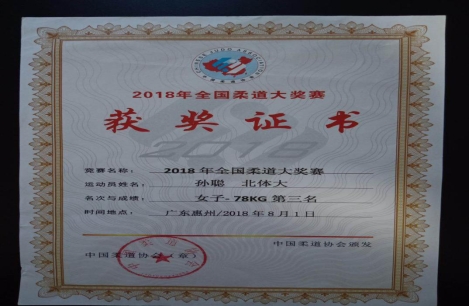 2018年全国柔道大奖赛
获奖证书
2018
竞赛名称： 2018年全国柔道大奖赛
运动员姓名： 孙聪 北体大
名次与成绩： 女子-78KG 第三名
时间地点： 广东惠州/2018年8月1日
中国柔道协会颁发
中国柔道协会（章）